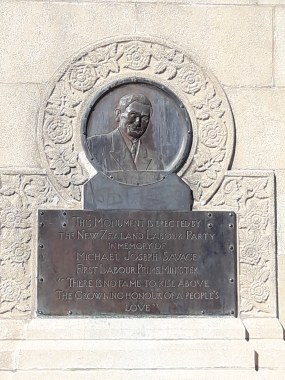 THIS MONUMENT IS ERECTED BY
THE NEW ZEALAND LABOUR PARTY
IN MEMORY OF
MICHAEL JOSEPH SAVAGE
FIRST LABOUR PRIME MINISTER
"THERE IS NO FAME TO RISE ABOVE
THE CROWNING HONOUR OF A PEOPLE'S
LOVE"